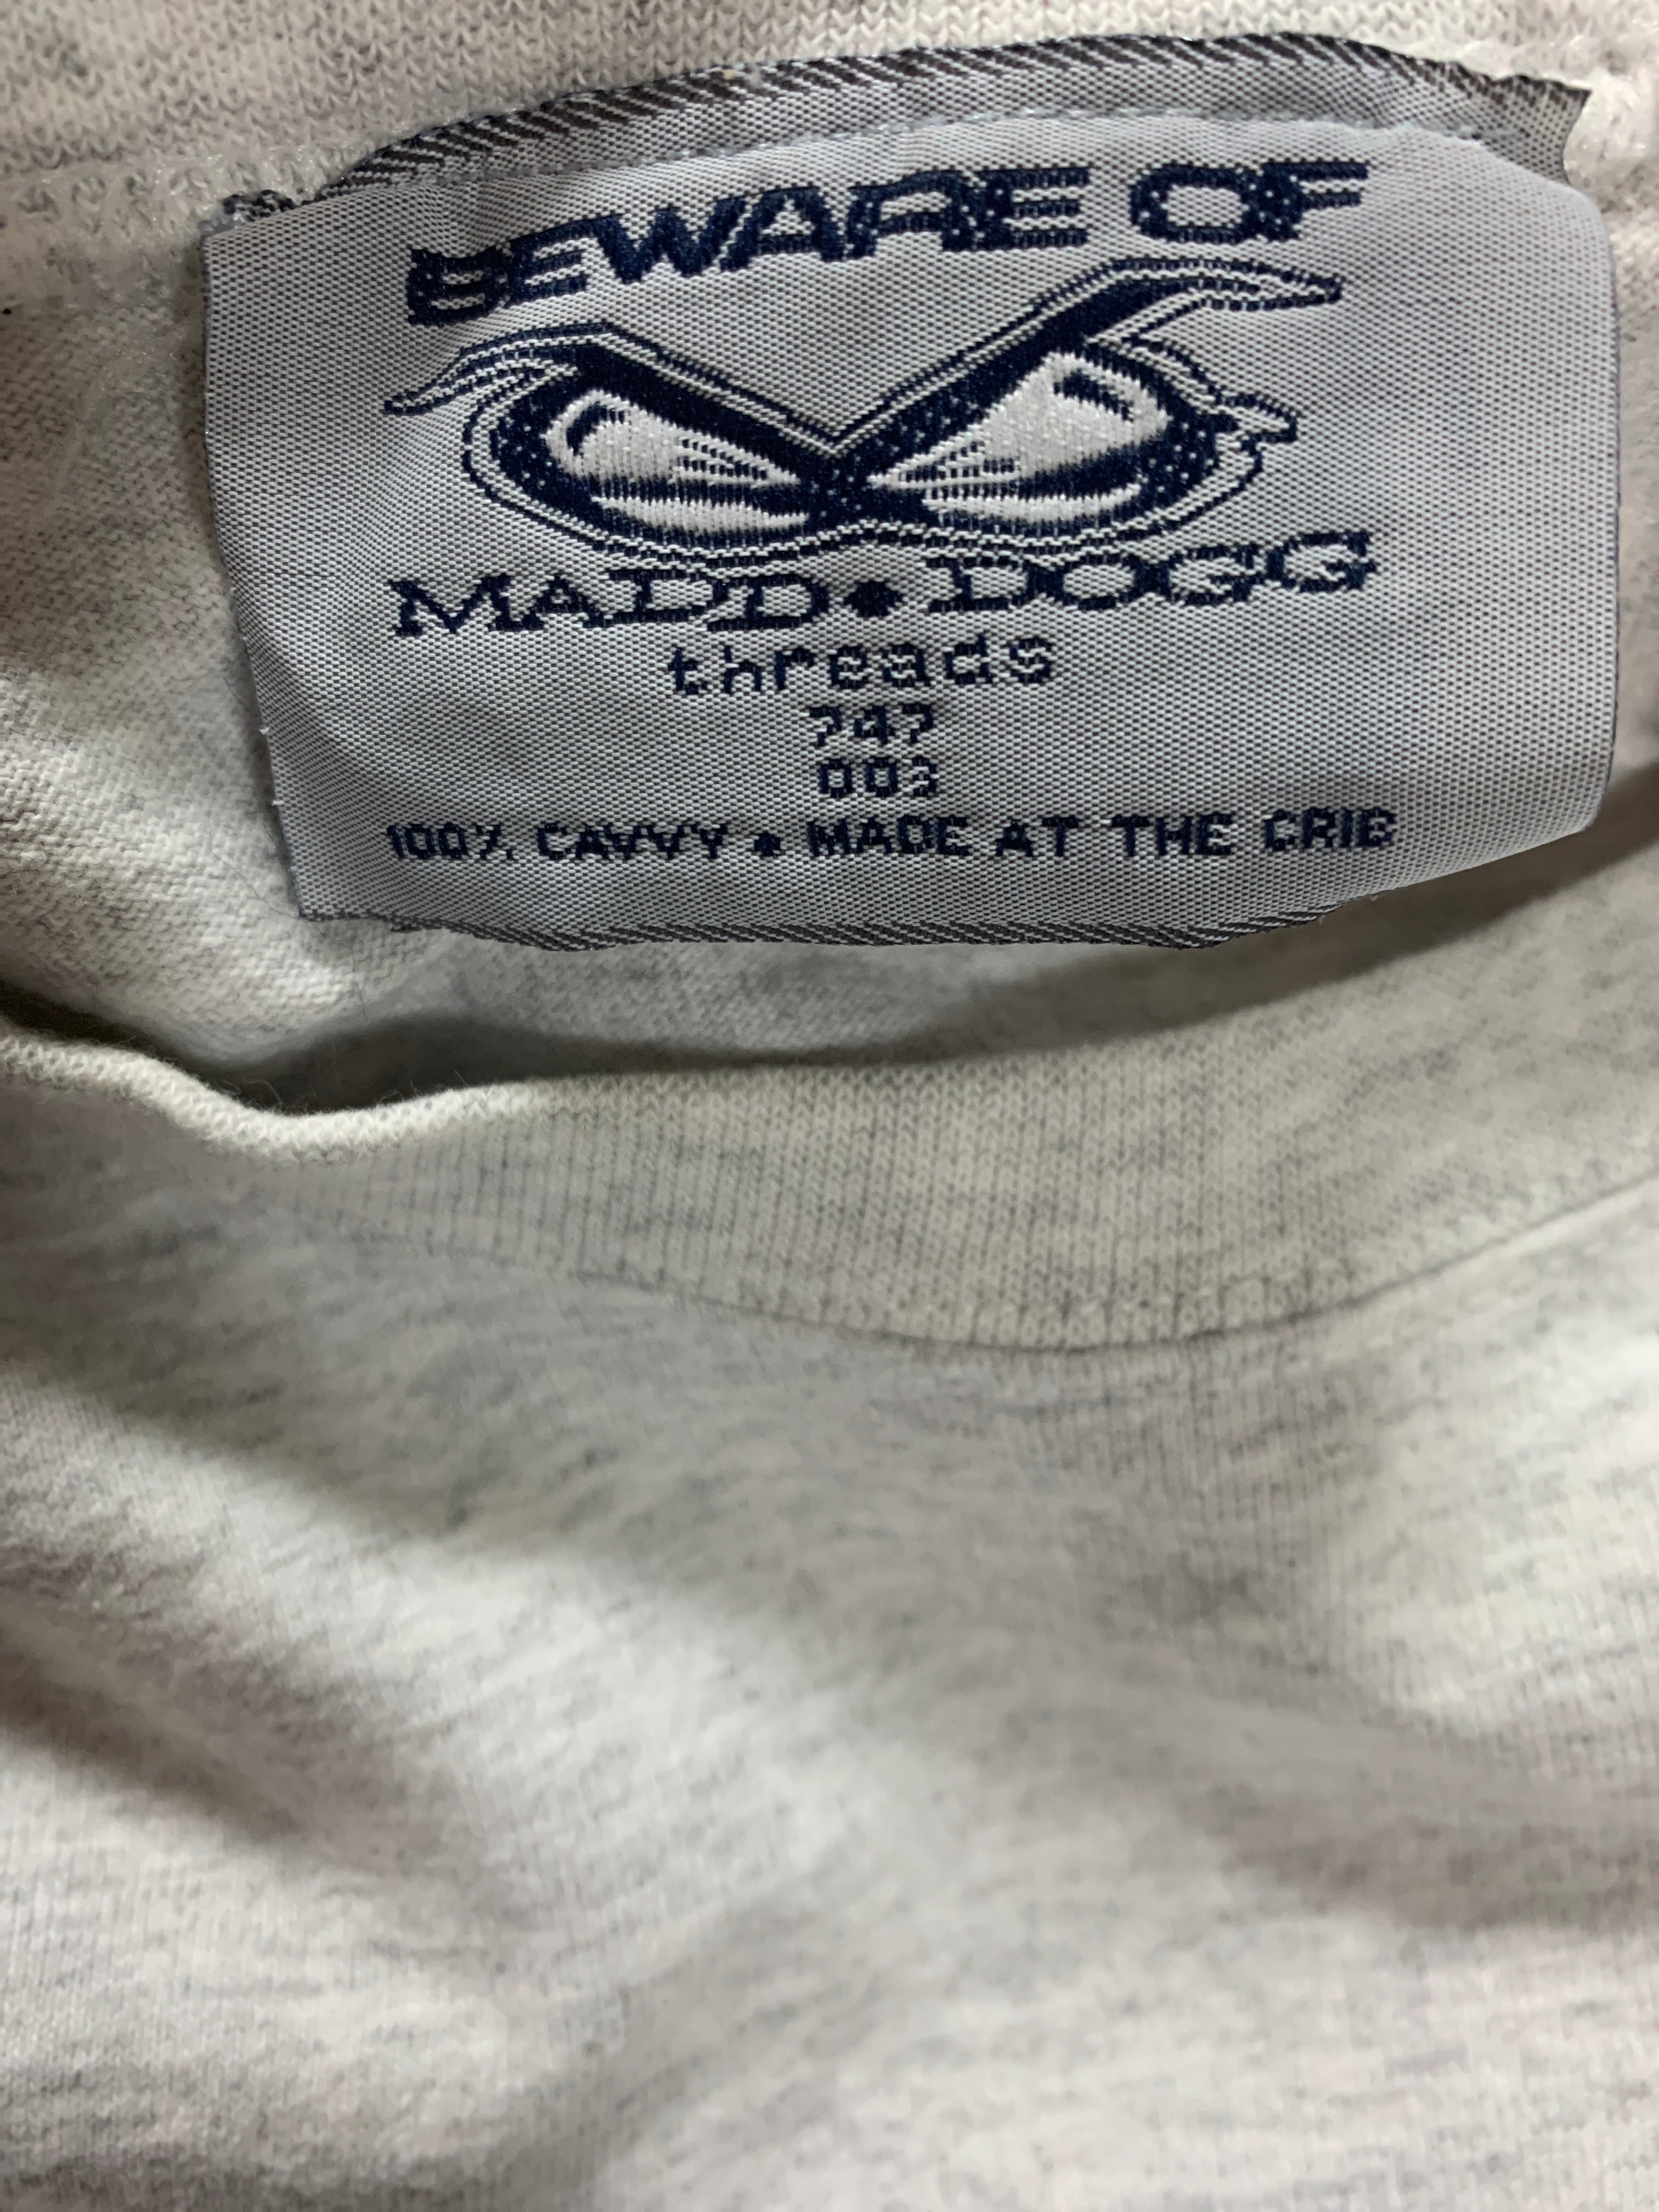 BEWARE OF
MADD♠DOGG
threads
747
003
100% CAVVY ♠ MADE AT THE CRIB